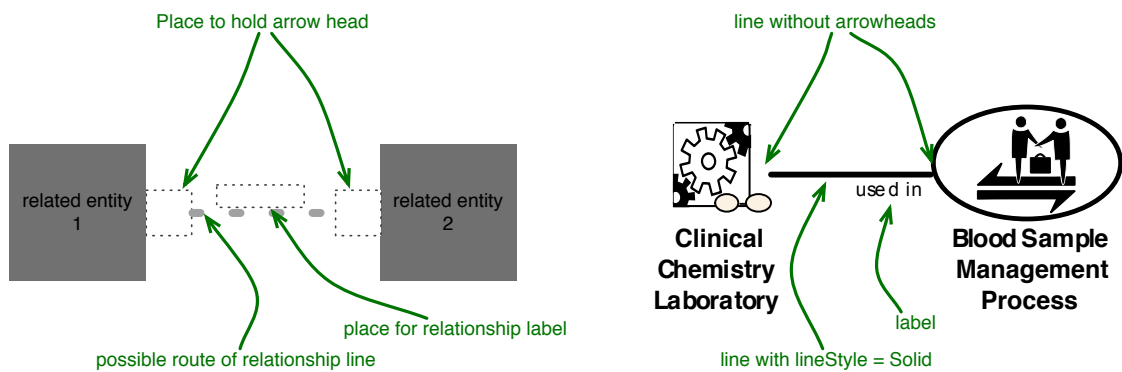 Place to hold arrow head
related entity
1
related entity
2
place for relationship label
possible route of relationship line
line without arrowheads
used in
Clinical
Chemistry
Laboratory
Blood Sample
Management
Process
label
line with lineStyle = Solid